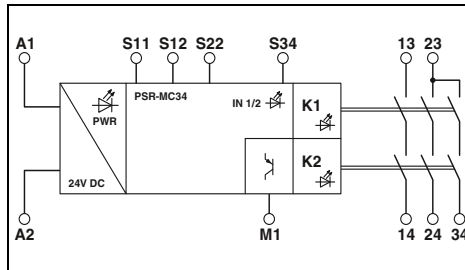 A1 S11 S12 S22 S34 13 23
PSR-MC34 IN 1/2 K1
PWR
K2
24V DC
A2 M1 14 24 34